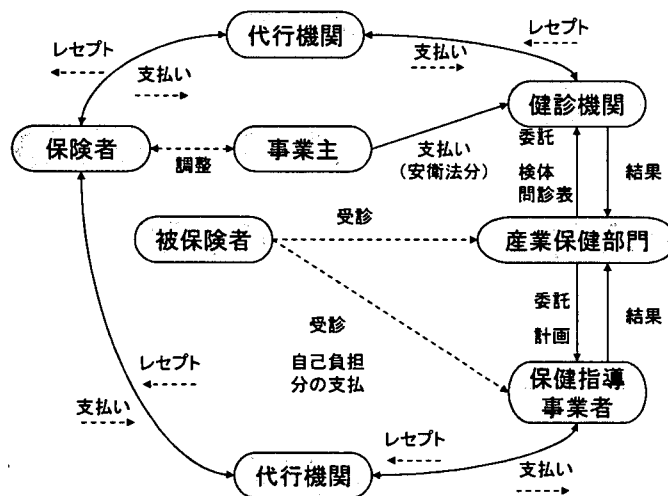 代行機関
レセプト
支払い
レセプト
支払い
健診機関
保険者
調整
事業主
支払い
(安衛法分)
委託
検体
問診表
結果
被保険者
受診
産業保健部門
受診
自己負担
分の支払
委託
計画
結果
レセプト
支払い
保健指導
事業者
代行機関
レセプト
支払い